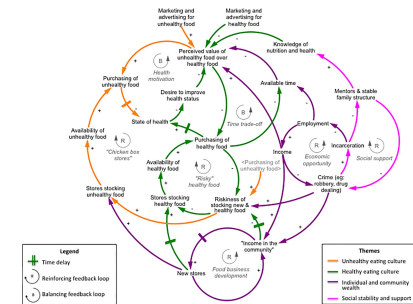 Marketing and
advertising for
unhealthy food
Marketing and
advertising for
healthy food
Perceived value of
unhealthy food over
healthy food
Knowledge of
nutrition and health
B
Health
motivation
Purchasing of
unhealthy food
Available time
Mentors & stable
family structure
Desire to improve
health status
State of health
B
Time trade-off
Employment
Availability of
unhealthy food
R
"Chicken box
stores"
Purchasing of
healthy food
Income
R
Economic
opportunity
Incarceration
R
Social support
Availability of
healthy food
R
"Risky"
healthy food
<Purchasing of
unhealthy food>
Crime (eg:
robbery, drug
dealing)
Stores stocking
unhealthy food
Stores stocking
healthy food
Riskiness of
stocking new &
healthy food
"Income in the
community"
R
Food business
development
New stores
Legend
Time delay
R
Reinforcing feedback loop
B
Balancing feedback loop
Themes
Unhealthy eating culture
Healthy eating culture
Individual and community
wealth
Social stability and support